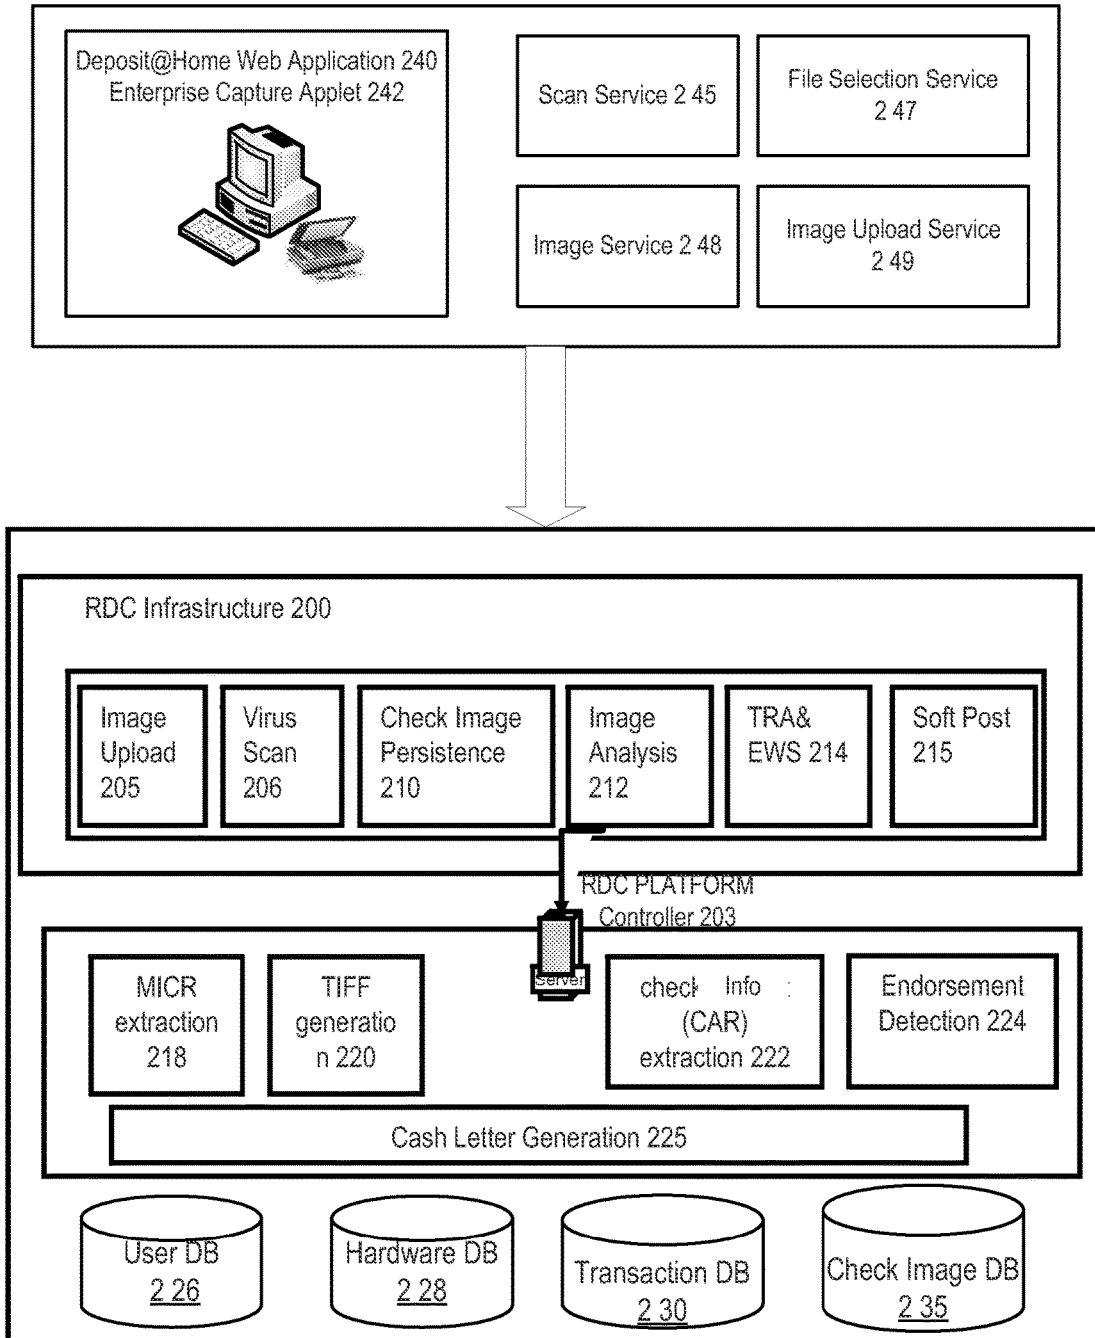 Deposit@Home Web Application 240
Enterprise Capture Applet 242
Scan Service 2 45
File Selection Service
2 47
Image Service 2 48
Image Upload Service
2 49
RDC Infrastructure 200
Image
Upload
205
Virus
Scan
206
Check Image
Persistence
210
Image
Analysis
212
TRA&
EWS 214
Soft Post
215
RDC PLATFORM
Controller 203
Server
MICR
extraction
218
TIFF
generatio
n 220
check Info :
(CAR)
extraction 222
Endorsement
Detection 224
Cash Letter Generation 225
User DB
2 26
Hardware DB
2 28
Transaction DB
2 30
Check Image DB
2 35